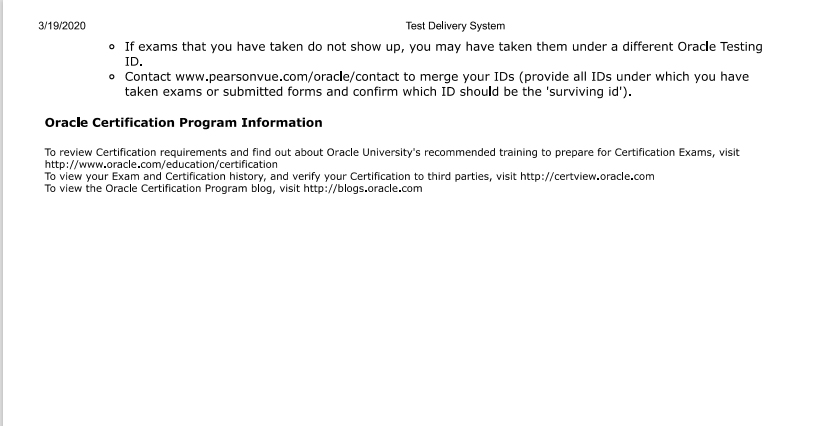 3/19/2020 Test Delivery System
If exams that you have taken do not show up, you may have taken them under a different Oracle Testing
ID.
Contact www.pearsonvue.com/oracle/contact to merge your IDs (provide all IDs under which you have
taken exams or submitted forms and confirm which ID should be the 'surviving id').
Oracle Certification Program Information
To review Certification requirements and find out about Oracle University's recommended training to prepare for Certification Exams, visit
http://www.oracle.com/education/certification
To view your Exam and Certification history, and verify your Certification to third parties, visit http://certview.oracle.com
To view the Oracle Certification Program blog, visit http://blogs.oracle.com